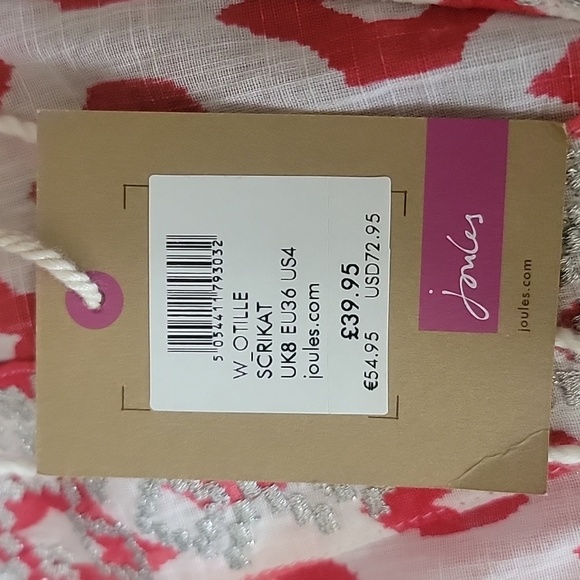 5 054411 793032
W_OTILLE
SCRIKAT
UK8 EU36 US4
joules.com
£39.95
€54.95 USD72.95
Joules
joules.com